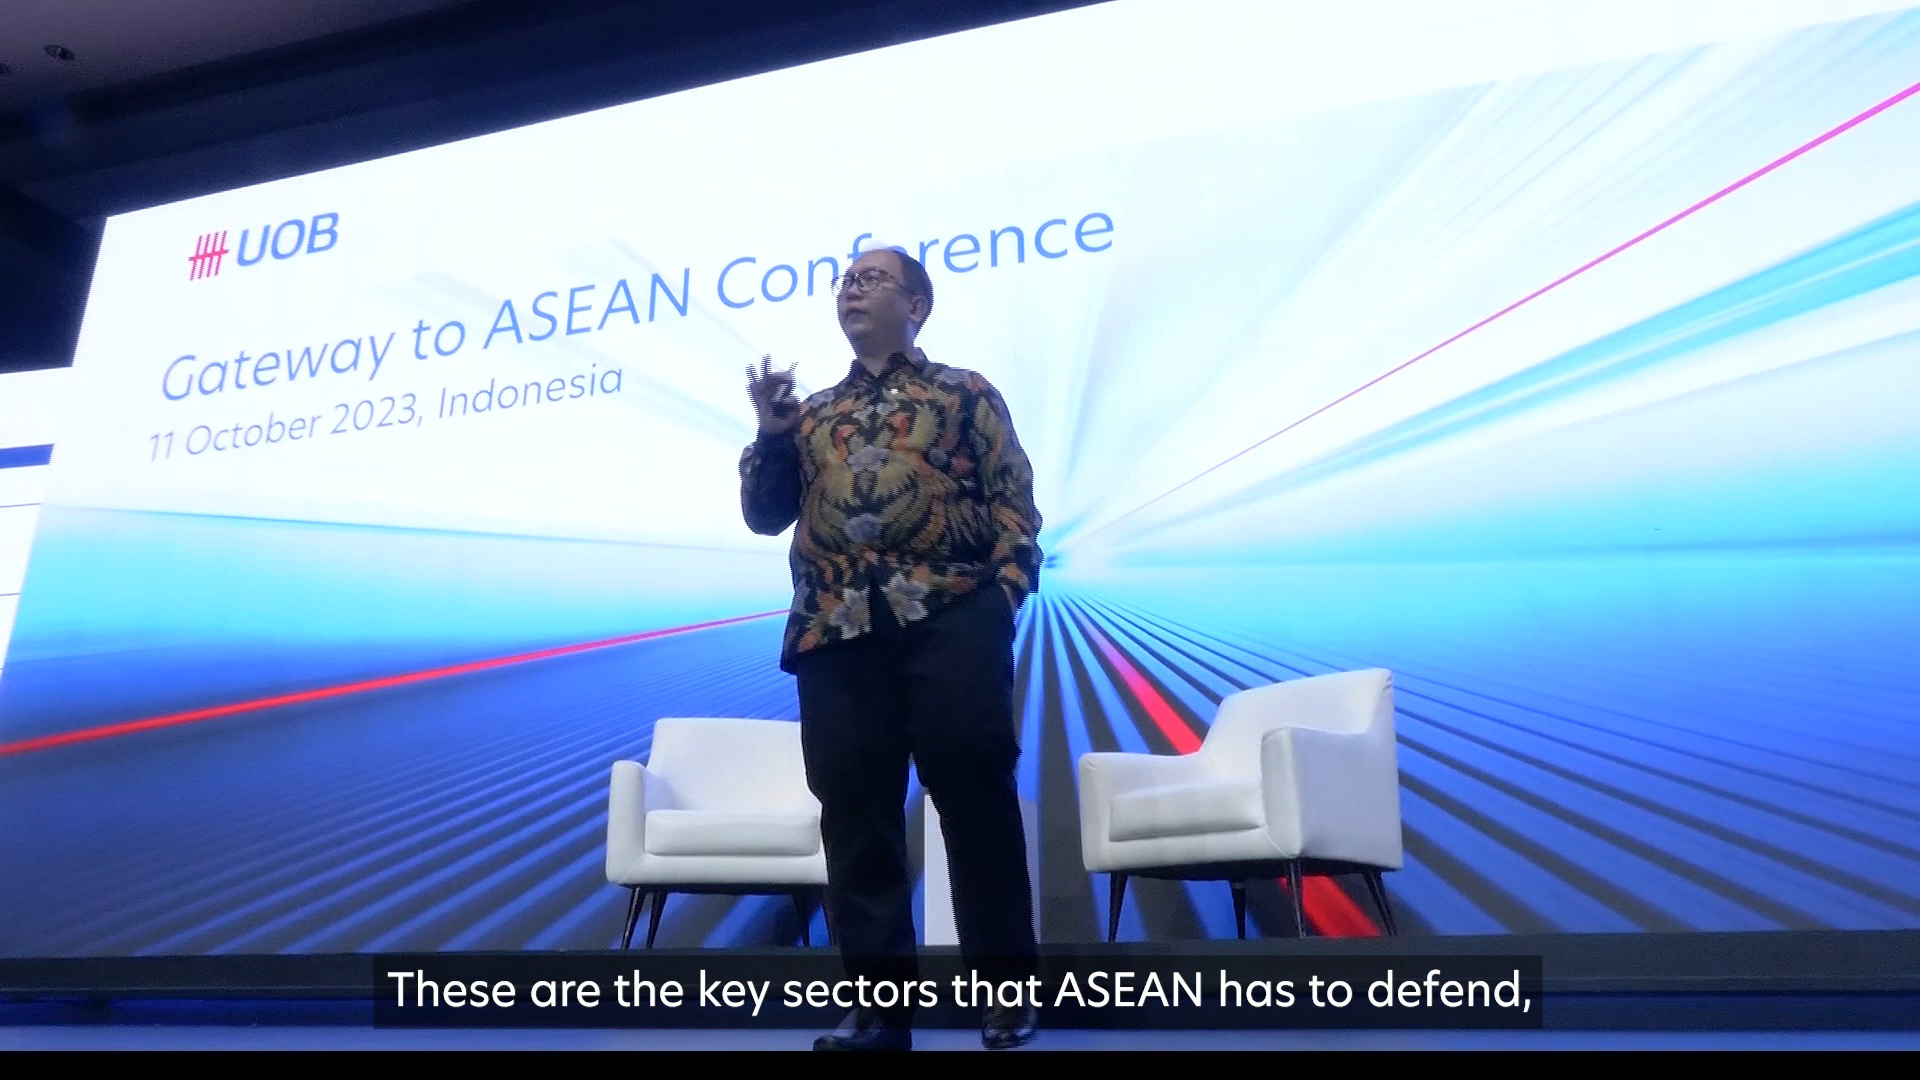 UOB
Gateway to ASEAN Conference
11 October 2023, Indonesia
These are the key sectors that ASEAN has to defend,